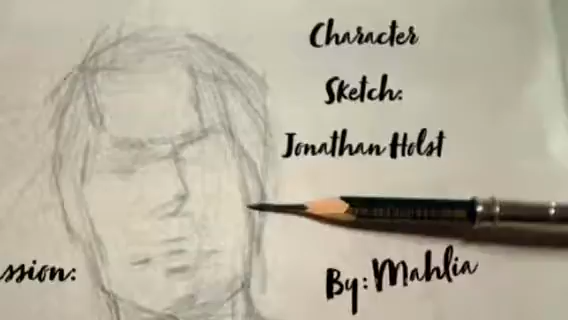 Character
Sketch:
Jonathan Holst
ssion:
By: Mahlia